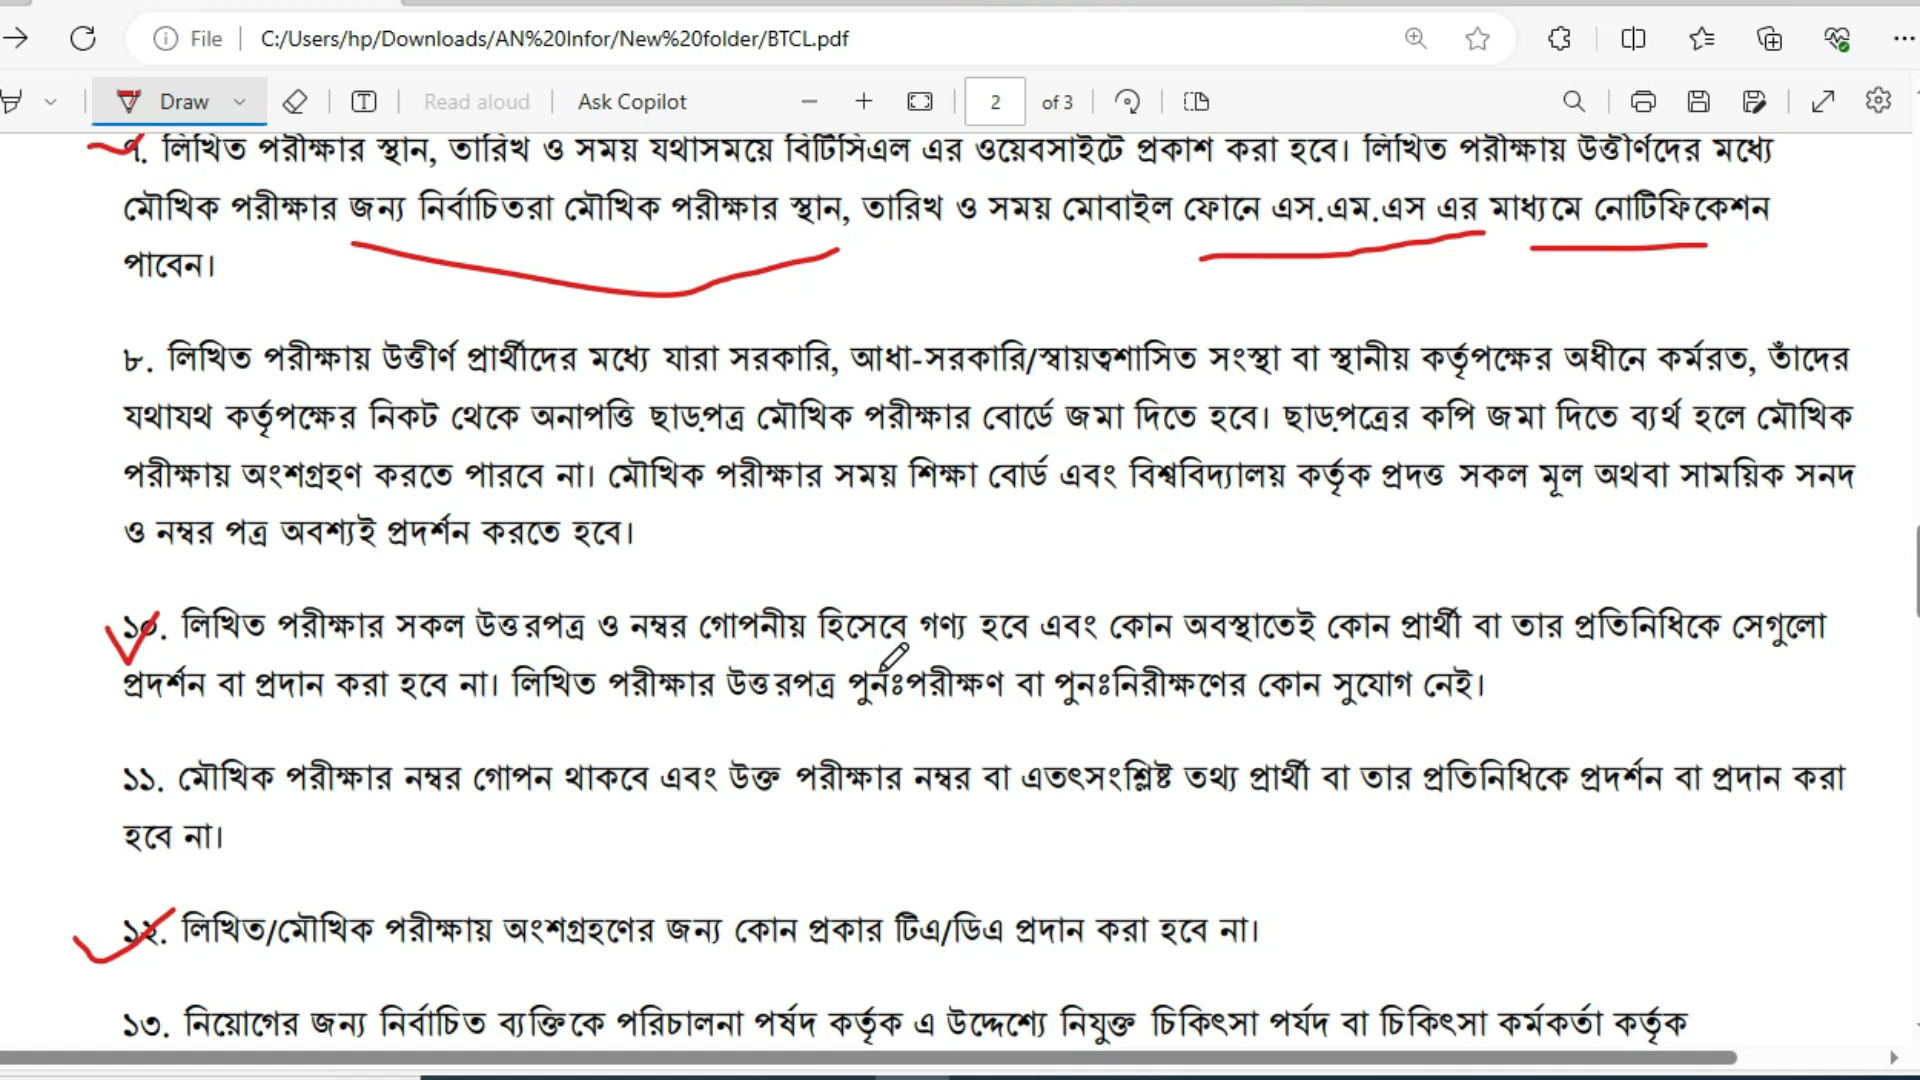 File
C:/Users/hp/Downloads/AN%20Infor/New%20folder/BTCL.pdf
Draw
Read aloud
Ask Copilot
2 of 3
৭. লিখিত পরীক্ষার স্থান, তারিখ ও সময় যথাসময়ে বিটিসিএল এর ওয়েবসাইটে প্রকাশ করা হবে। লিখিত পরীক্ষায় উত্তীর্ণদের মধ্যে
মৌখিক পরীক্ষার জন্য নির্বাচিতরা মৌখিক পরীক্ষার স্থান, তারিখ ও সময় মোবাইল ফোনে এস.এম.এস এর মাধ্যমে নোটিফিকেশন
পাবেন।
৮. লিখিত পরীক্ষায় উত্তীর্ণ প্রার্থীদের মধ্যে যারা সরকারি, আধা-সরকারি/স্বায়ত্বশাসিত সংস্থা বা স্থানীয় কর্তৃপক্ষের অধীনে কর্মরত, তাঁদের
যথাযথ কর্তৃপক্ষের নিকট থেকে অনাপত্তি ছাড়পত্র মৌখিক পরীক্ষার বোর্ডে জমা দিতে হবে। ছাড়পত্রের কপি জমা দিতে ব্যর্থ হলে মৌখিক
পরীক্ষায় অংশগ্রহণ করতে পারবে না। মৌখিক পরীক্ষার সময় শিক্ষা বোর্ড এবং বিশ্ববিদ্যালয় কর্তৃক প্রদত্ত সকল মূল অথবা সাময়িক সনদ
ও নম্বর পত্র অবশ্যই প্রদর্শন করতে হবে।
১০. লিখিত পরীক্ষার সকল উত্তরপত্র ও নম্বর গোপনীয় হিসেবে গণ্য হবে এবং কোন অবস্থাতেই কোন প্রার্থী বা তার প্রতিনিধিকে সেগুলো
প্রদর্শন বা প্রদান করা হবে না। লিখিত পরীক্ষার উত্তরপত্র পুনঃপরীক্ষণ বা পুনঃনিরীক্ষণের কোন সুযোগ নেই।
১১. মৌখিক পরীক্ষার নম্বর গোপন থাকবে এবং উক্ত পরীক্ষার নম্বর বা এতৎসংশ্লিষ্ট তথ্য প্রার্থী বা তার প্রতিনিধিকে প্রদর্শন বা প্রদান করা
হবে না।
১২. লিখিত/মৌখিক পরীক্ষায় অংশগ্রহণের জন্য কোন প্রকার টিএ/ডিএ প্রদান করা হবে না।
১৩. নিয়োগের জন্য নির্বাচিত ব্যক্তিকে পরিচালনা পর্ষদ কর্তৃক এ উদ্দেশ্যে নিযুক্ত চিকিৎসা পর্যদ বা চিকিৎসা কর্মকর্তা কর্তৃক